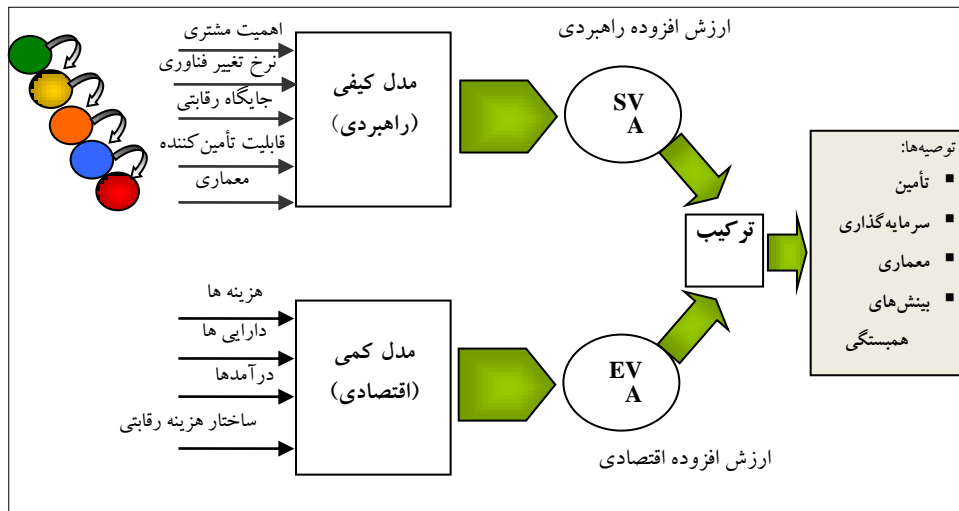 ارزش افزوده راهبردی
اهمیت مشتری
نرخ تغییر فناوری
جایگاه رقابتی
قابلیت تأمین‌کننده
معماری
مدل کیفی
(راهبردی)
SV
A
ترکیب
توصیه‌ها:
▪ تأمین
▪ سرمایه‌گذاری
▪ معماری
▪ بینش‌های
همبستگی
هزینه ها
دارایی ها
درآمدها
ساختار هزینه رقابتی
مدل کمی
(اقتصادی)
EV
A
ارزش افزوده اقتصادی